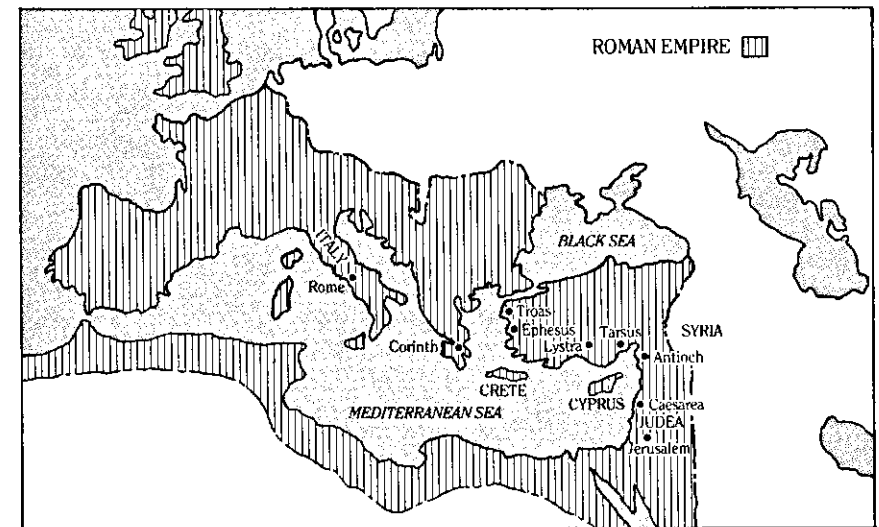 ROMAN EMPIRE
BLACK SEA
ITALY
Rome
Troas
Ephesus
Corinth
Lystra
Tarsus
SYRIA
Antioch
CRETE
CYPRUS
MEDITERRANEAN SEA
Caesarea
JUDEA
Jerusalem